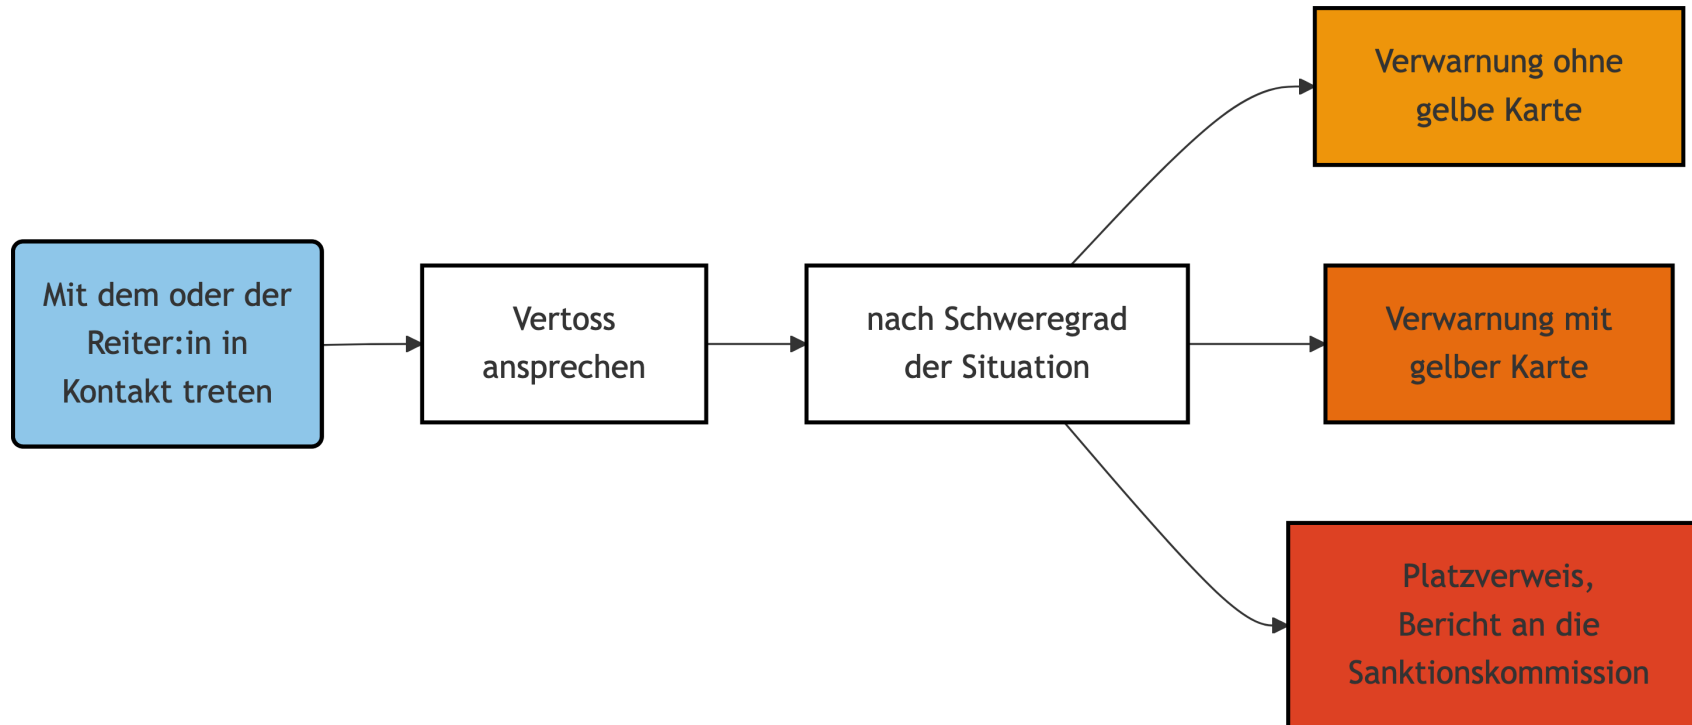 Mit dem oder der
Reiter:in in
Kontakt treten
Vertoss
ansprechen
nach Schweregrad
der Situation
Verwarnung ohne
gelbe Karte
Verwarnung mit
gelber Karte
Platzverweis,
Bericht an die
Sanktionskommission